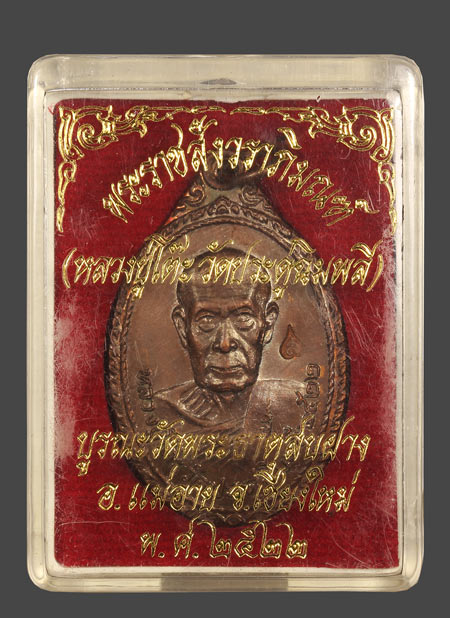 พระราชสังวราภิมณฑ์
(หลวงปู่โต๊ะ วัดประดู่ฉิมพลี)
บูรณะวัดพระธาตุสบฝาง
อ.แม่อาย จ.เชียงใหม่
พ.ศ.๒๕๒๒